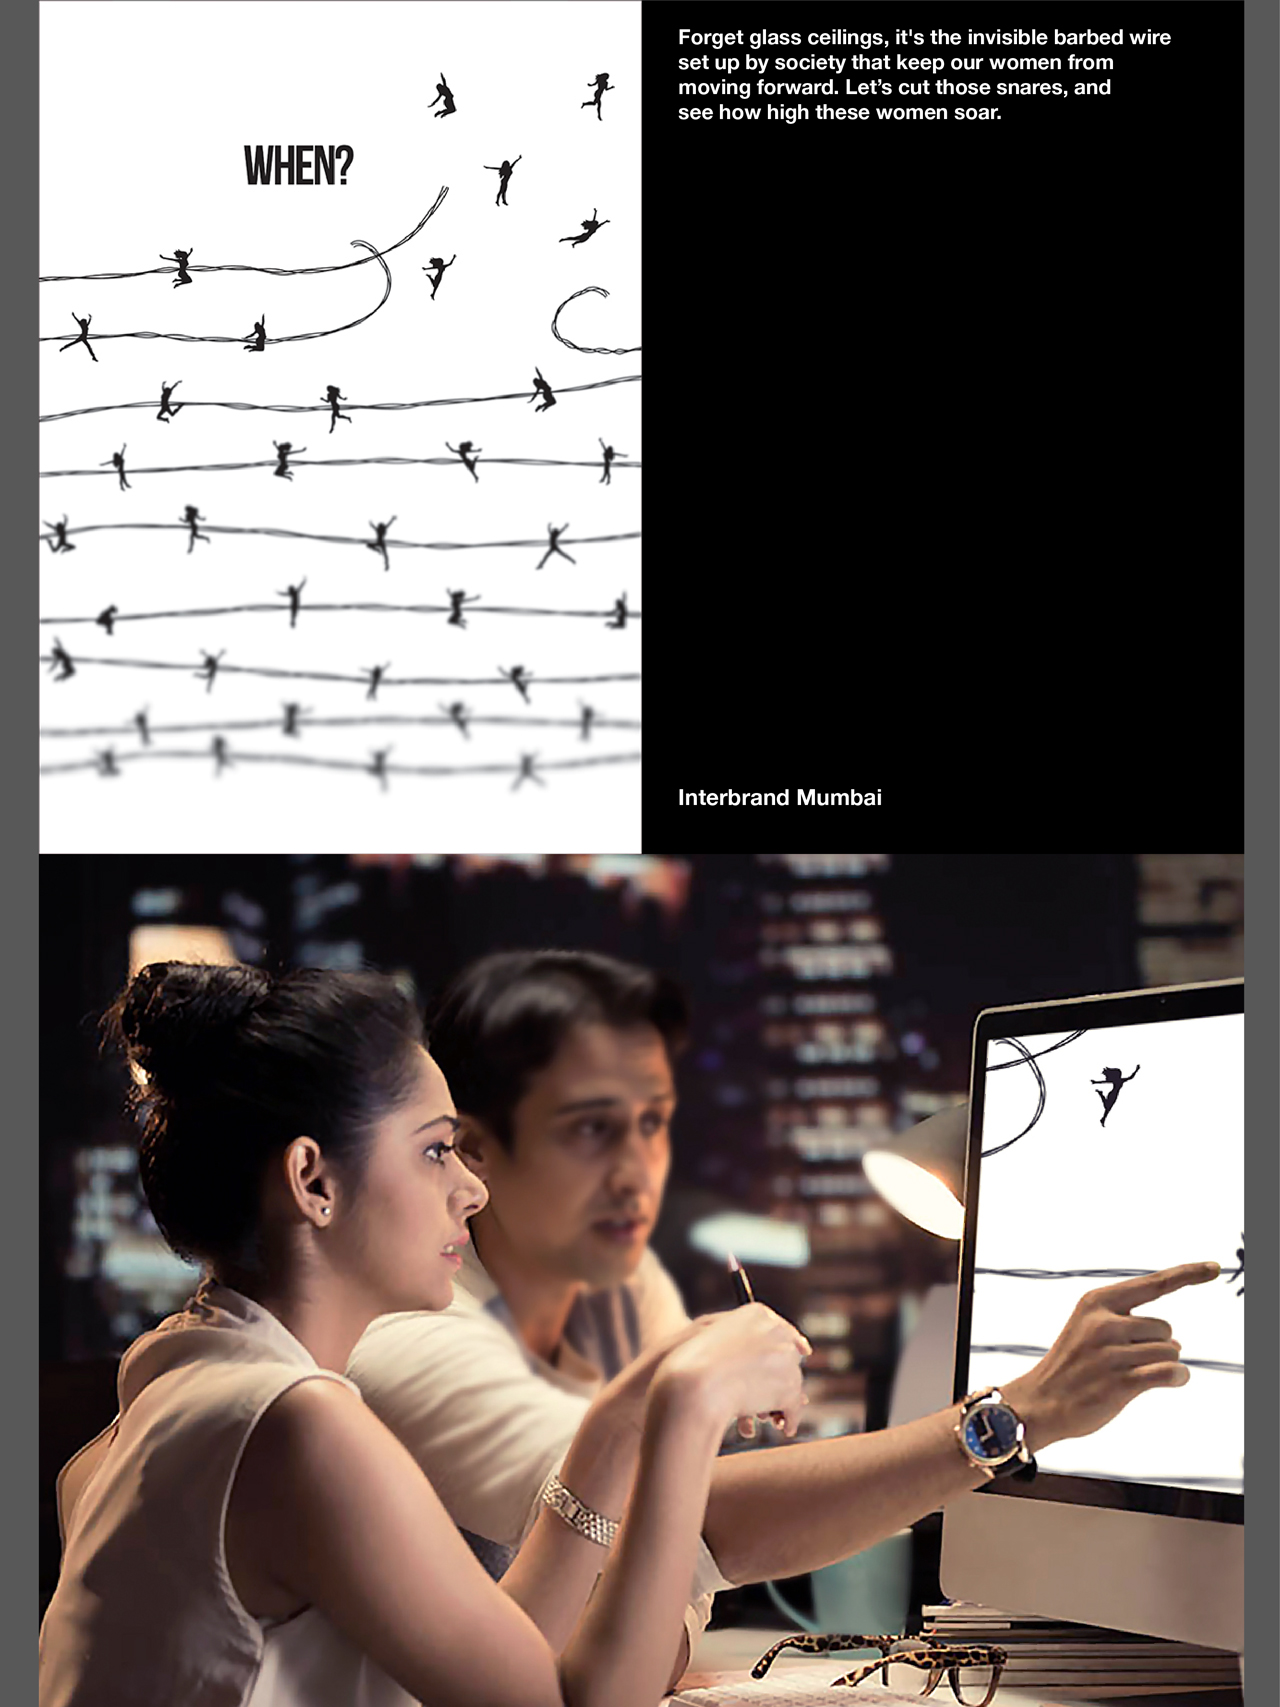 WHEN?
Forget glass ceilings, it's the invisible barbed wire
set up by society that keep our women from
moving forward. Let’s cut those snares, and
see how high these women soar.
Interbrand Mumbai